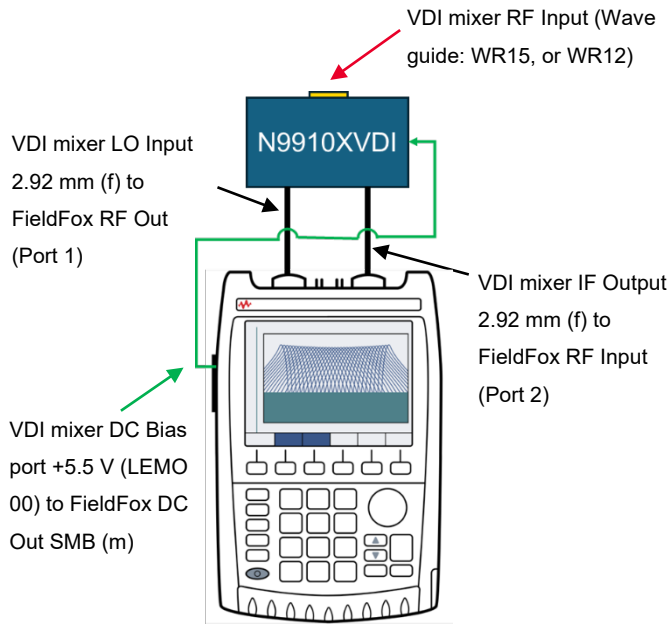 VDI mixer RF Input (Wave
guide: WR15, or WR12)
N9910XVDI
VDI mixer LO Input
2.92 mm (f) to
FieldFox RF Out
(Port 1)
VDI mixer IF Output
2.92 mm (f) to
FieldFox RF Input
(Port 2)
VDI mixer DC Bias
port +5.5 V (LEMO
00) to FieldFox DC
Out SMB (m)